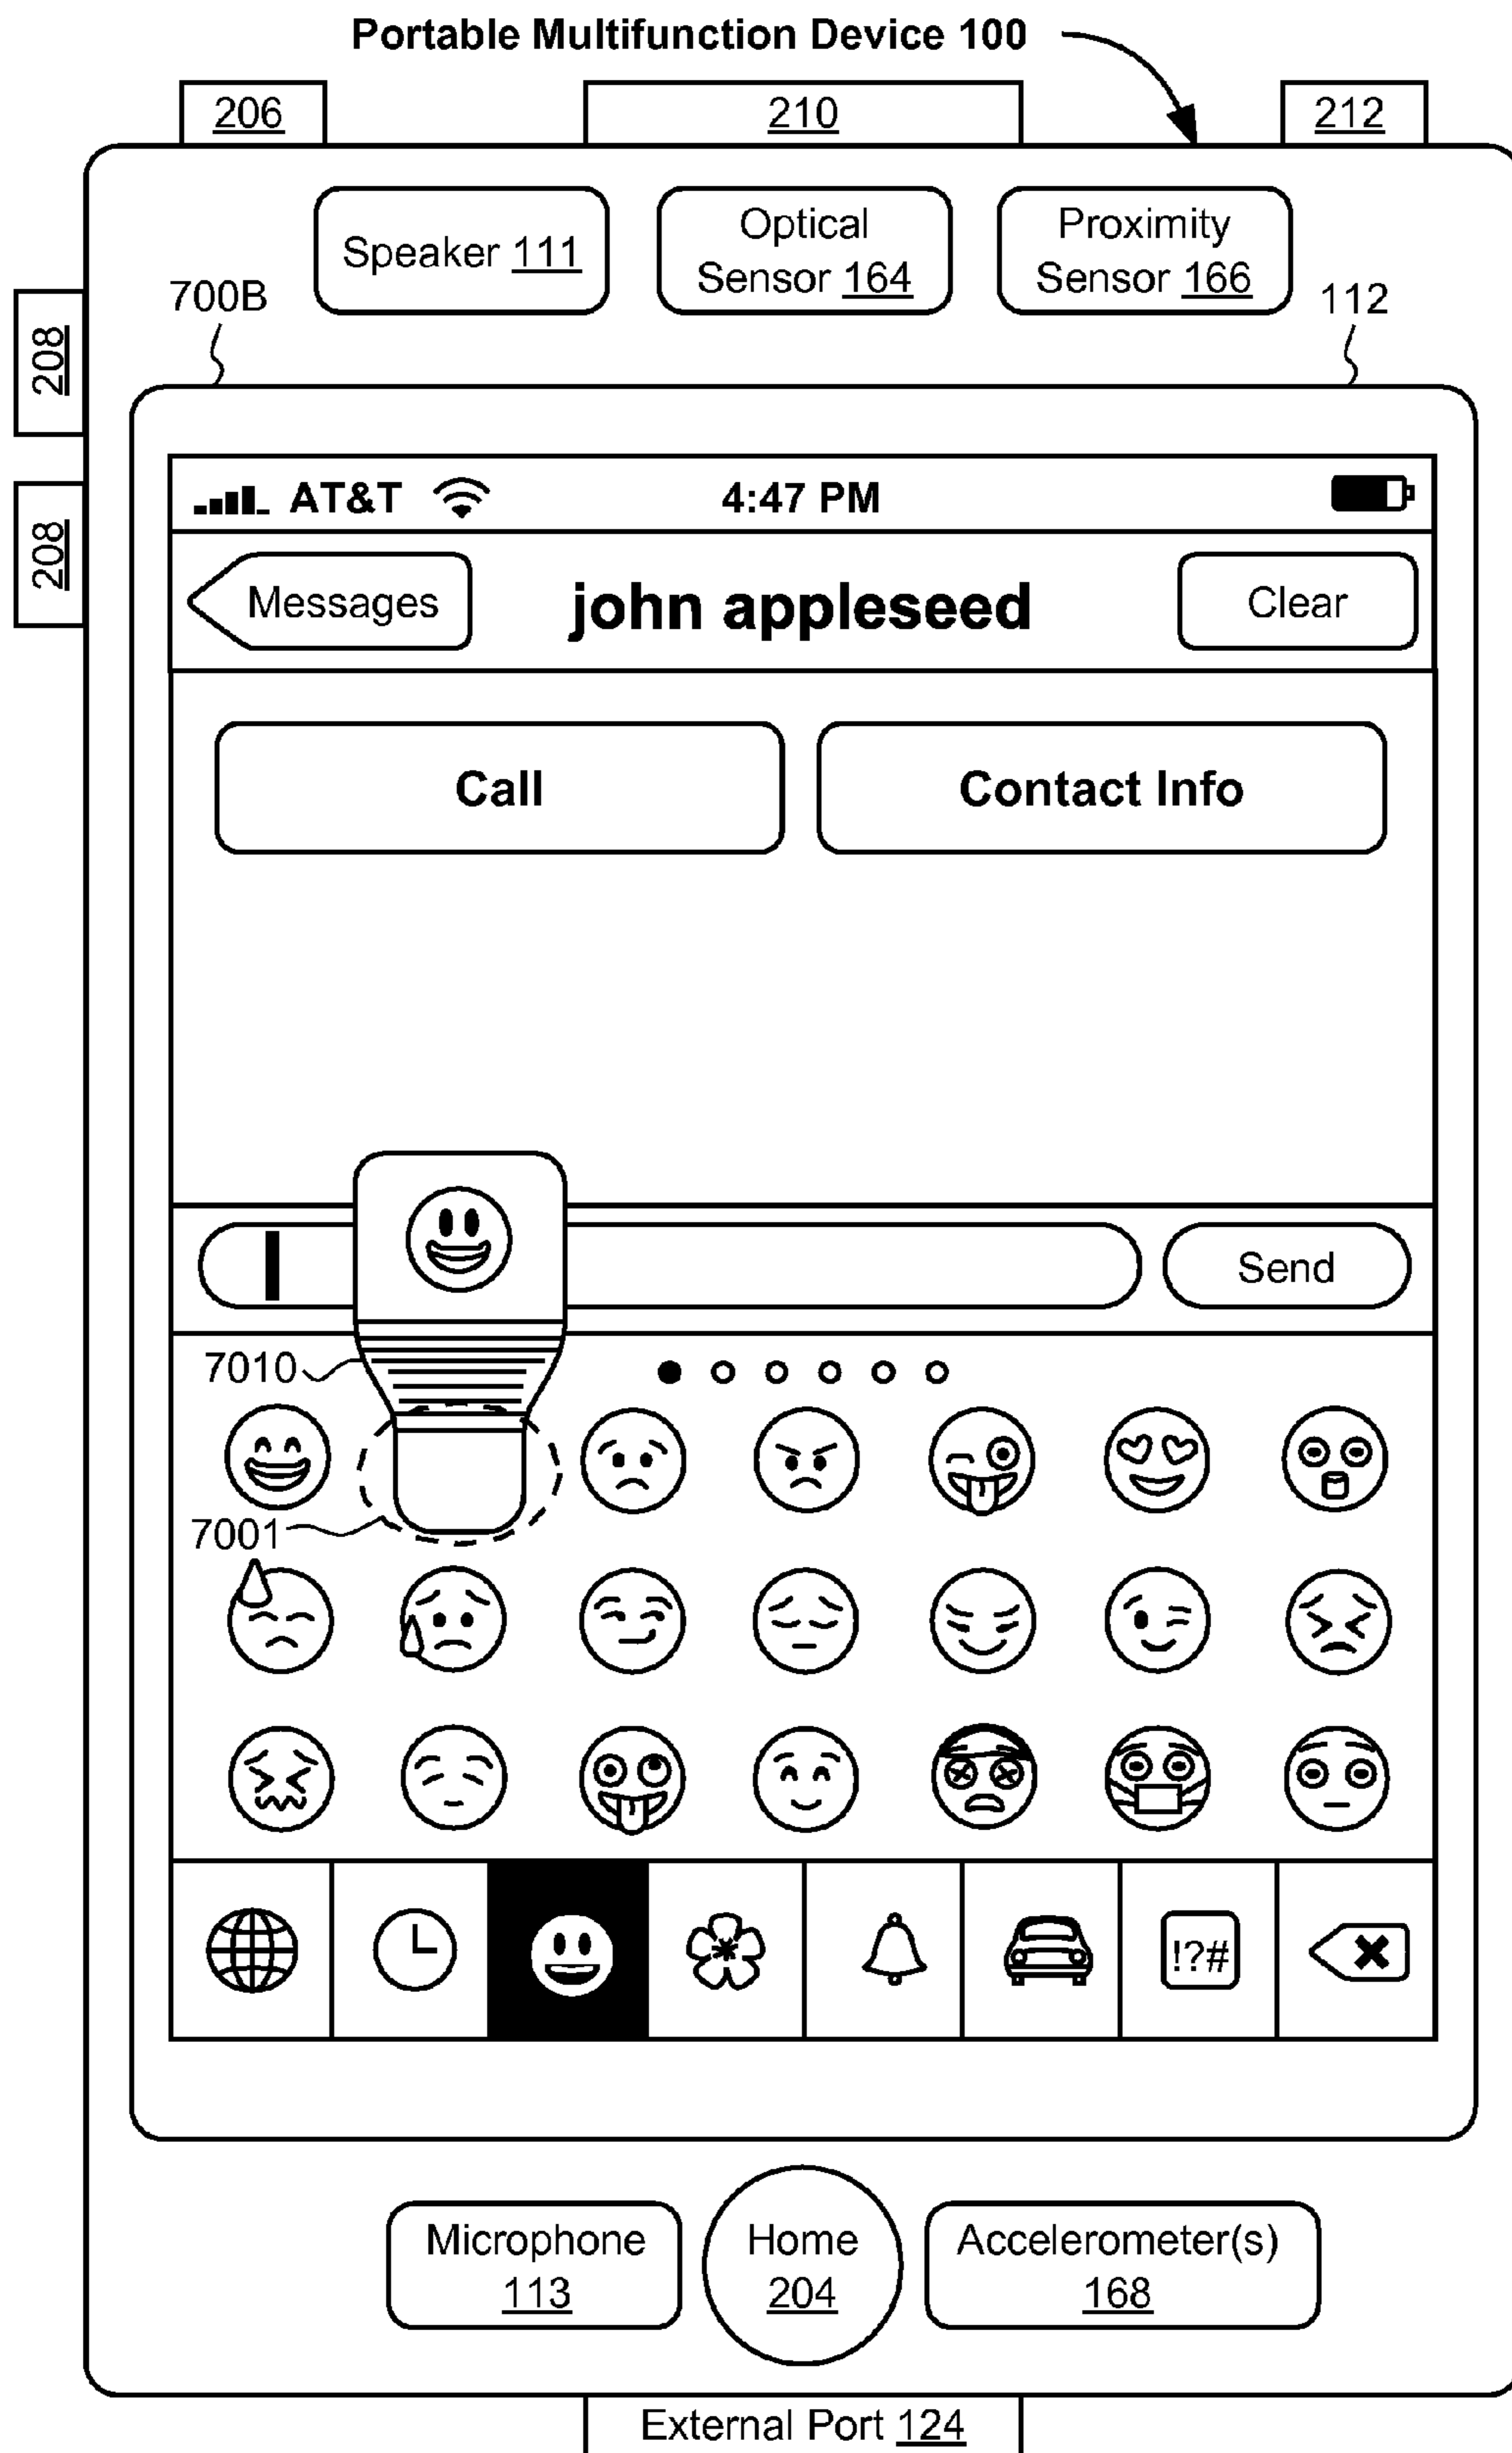 Portable Multifunction Device 100
206
210
212
Speaker 111
Optical
Sensor 164
Proximity
Sensor 166
700B
112
208
208
AT&T
4:47 PM
Messages
john appleseed
Clear
Call
Contact Info
Send
7010
7001
!?#
Microphone
113
Home
204
Accelerometer(s)
168
External Port 124